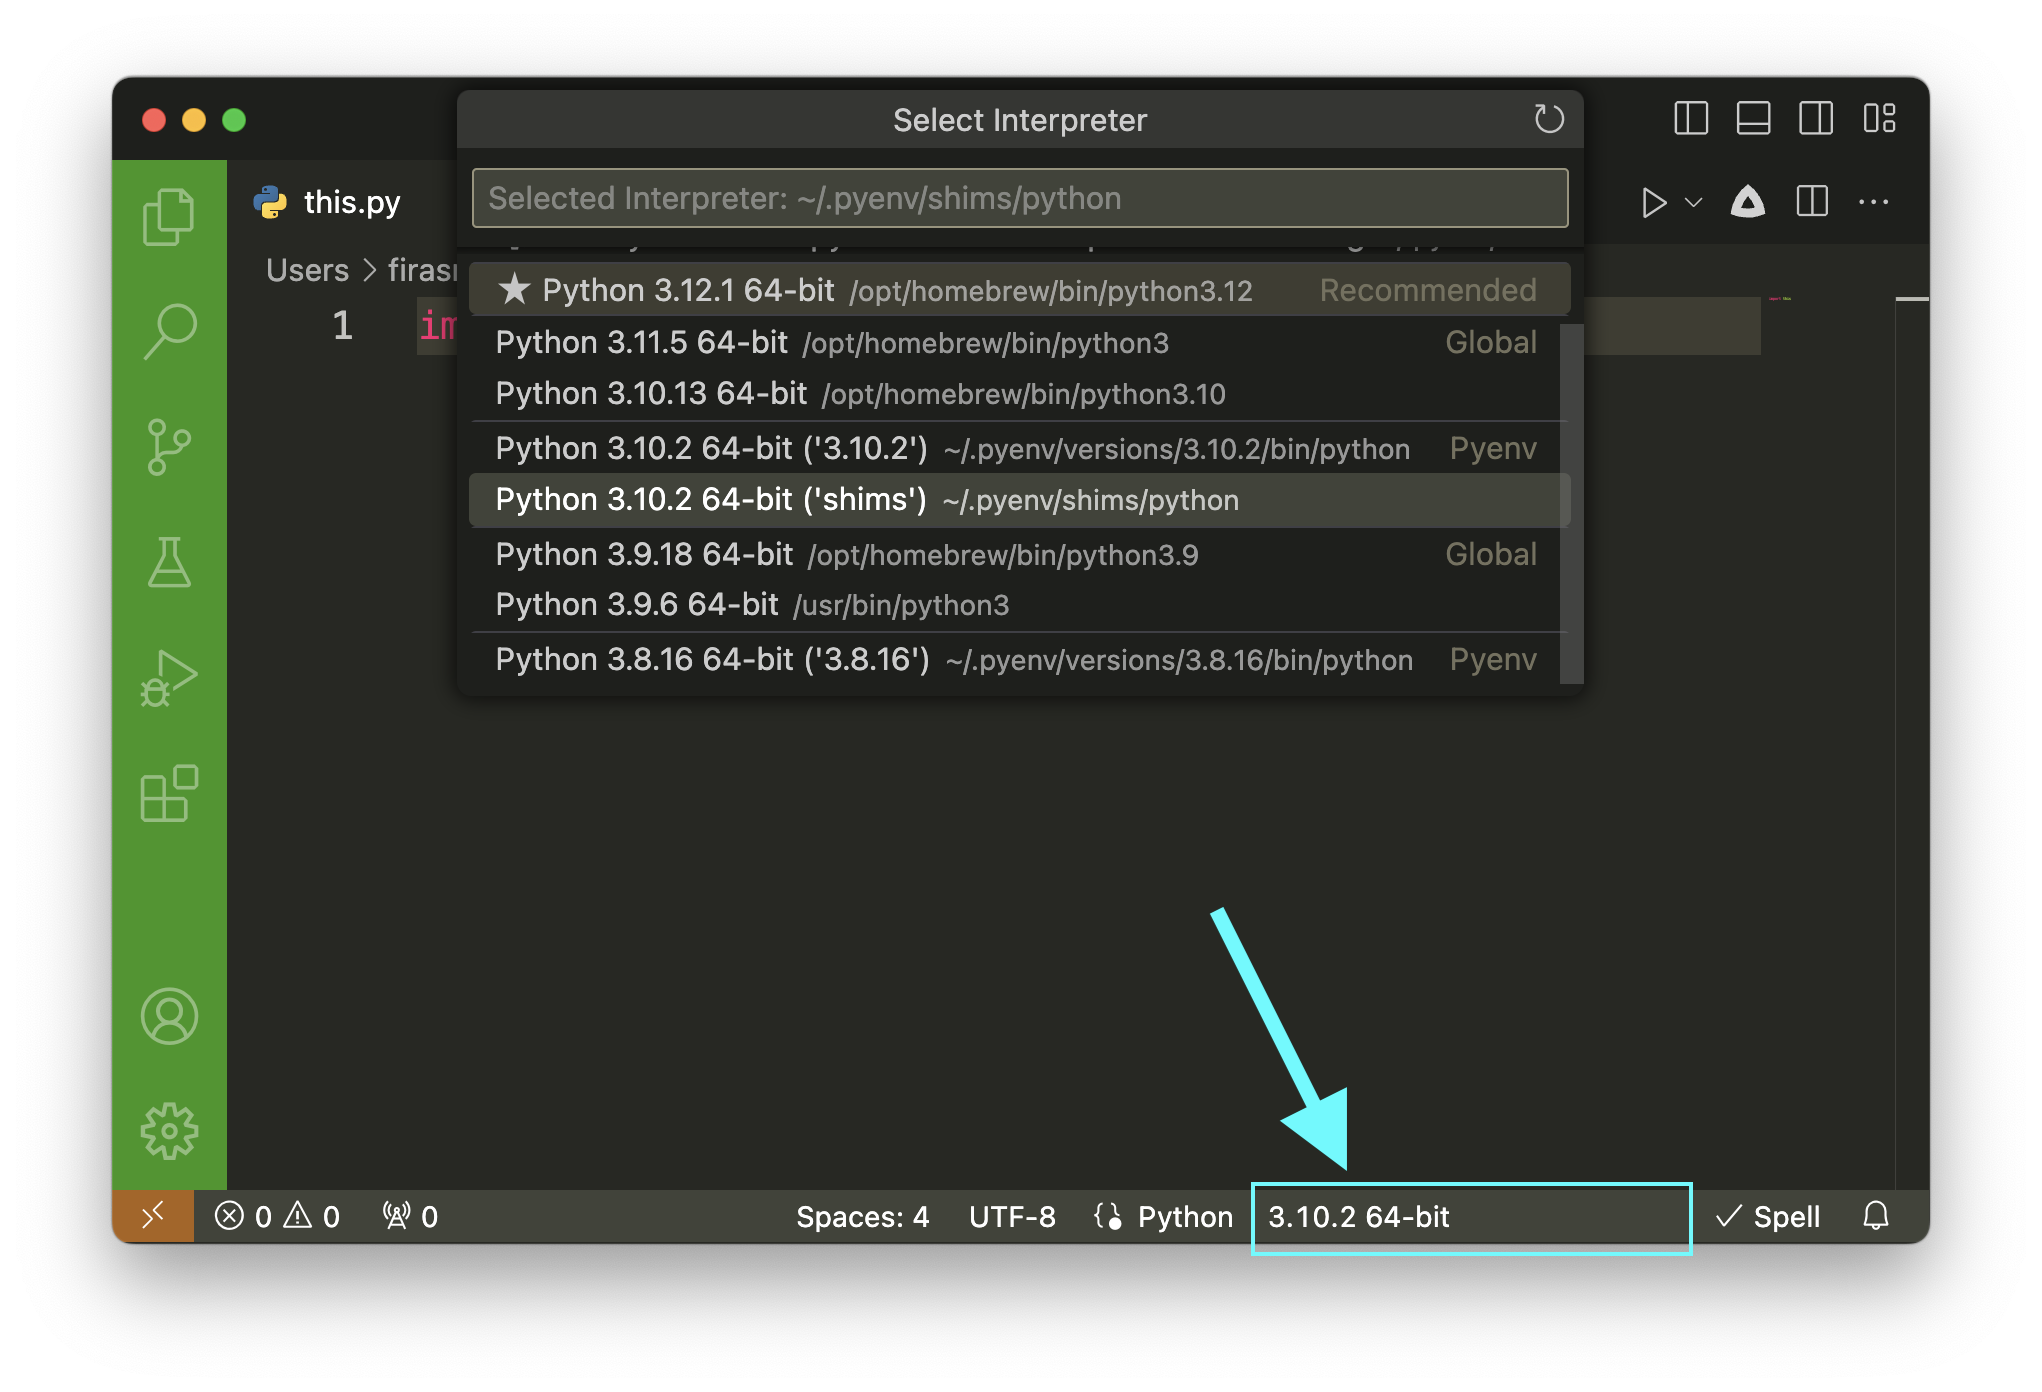 Select Interpreter
Selected Interpreter: ~/.pyenv/shims/python
this.py
Users > firasr
★ Python 3.12.1 64-bit /opt/homebrew/bin/python3.12 Recommended
1 im
Python 3.11.5 64-bit /opt/homebrew/bin/python3 Global
Python 3.10.13 64-bit /opt/homebrew/bin/python3.10
Python 3.10.2 64-bit ('3.10.2') ~/.pyenv/versions/3.10.2/bin/python Pyenv
Python 3.10.2 64-bit ('shims') ~/.pyenv/shims/python
Python 3.9.18 64-bit /opt/homebrew/bin/python3.9 Global
Python 3.9.6 64-bit /usr/bin/python3
Python 3.8.16 64-bit ('3.8.16') ~/.pyenv/versions/3.8.16/bin/python Pyenv
0 0 0 Spaces: 4 UTF-8 Python 3.10.2 64-bit Spell